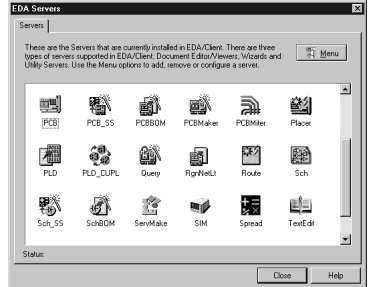 EDA Servers
Servers
These are the Servers that are currently installed in EDA/Client. There are three
types of servers supported in EDA/Client; Document Editor/Viewers, Wizards and
Utility Servers. Use the Menu options to add, remove or configure a server.
Menu
PCB PCB_SS PCBBOM PCBMaker PCBMiter Placer
PLD PLD_CUPL Query RgnNetLt Route Sch
Sch_SS SchBOM ServMake SIM Spread TextEdit
Status:
Close Help